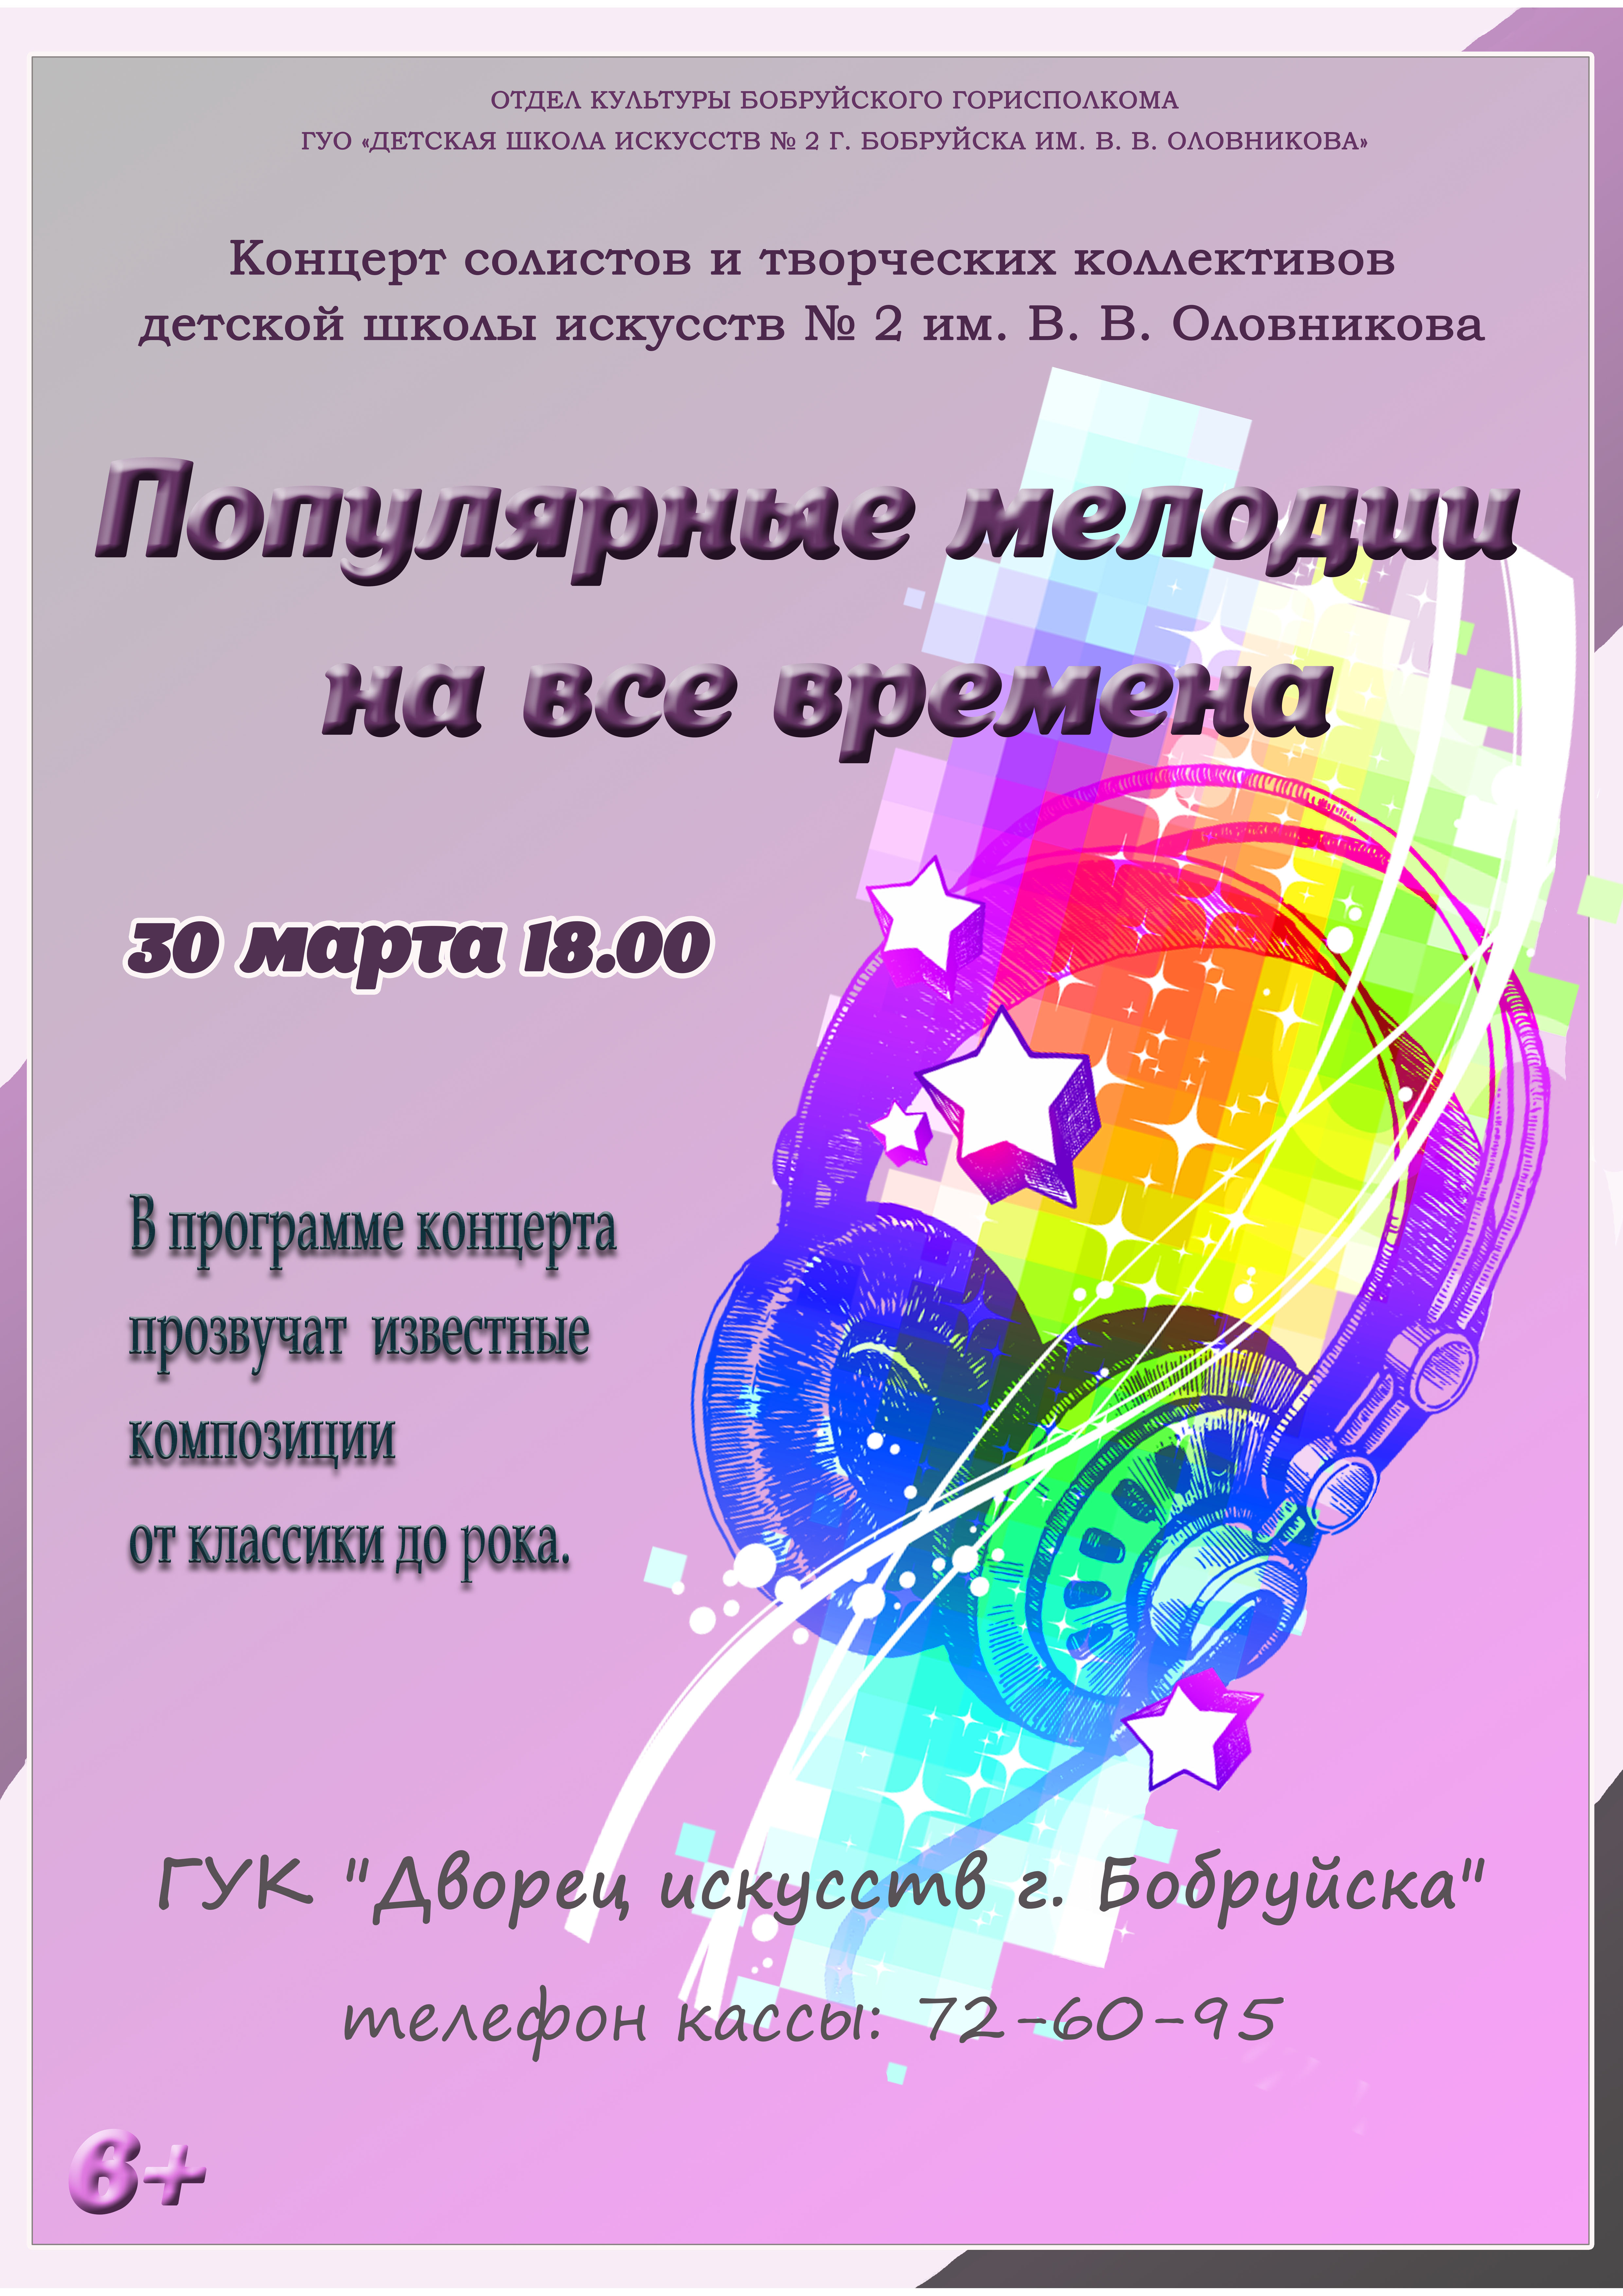 ОТДЕЛ КУЛЬТУРЫ БОБРУЙСКОГО ГОРИСПОЛКОМА
ГУО «ДЕТСКАЯ ШКОЛА ИСКУССТВ № 2 Г. БОБРУЙСКА ИМ. В. В. ОЛОВНИКОВА»
Концерт солистов и творческих коллективов
детской школы искусств № 2 им. В. В. Оловникова
Популярные мелодии
на все времена
30 марта 18.00
В программе концерта
прозвучат известные
композиции
от классики до рока.
ГУК "Дворец искусств г. Бобруйска"
телефон кассы: 72-60-95
6+